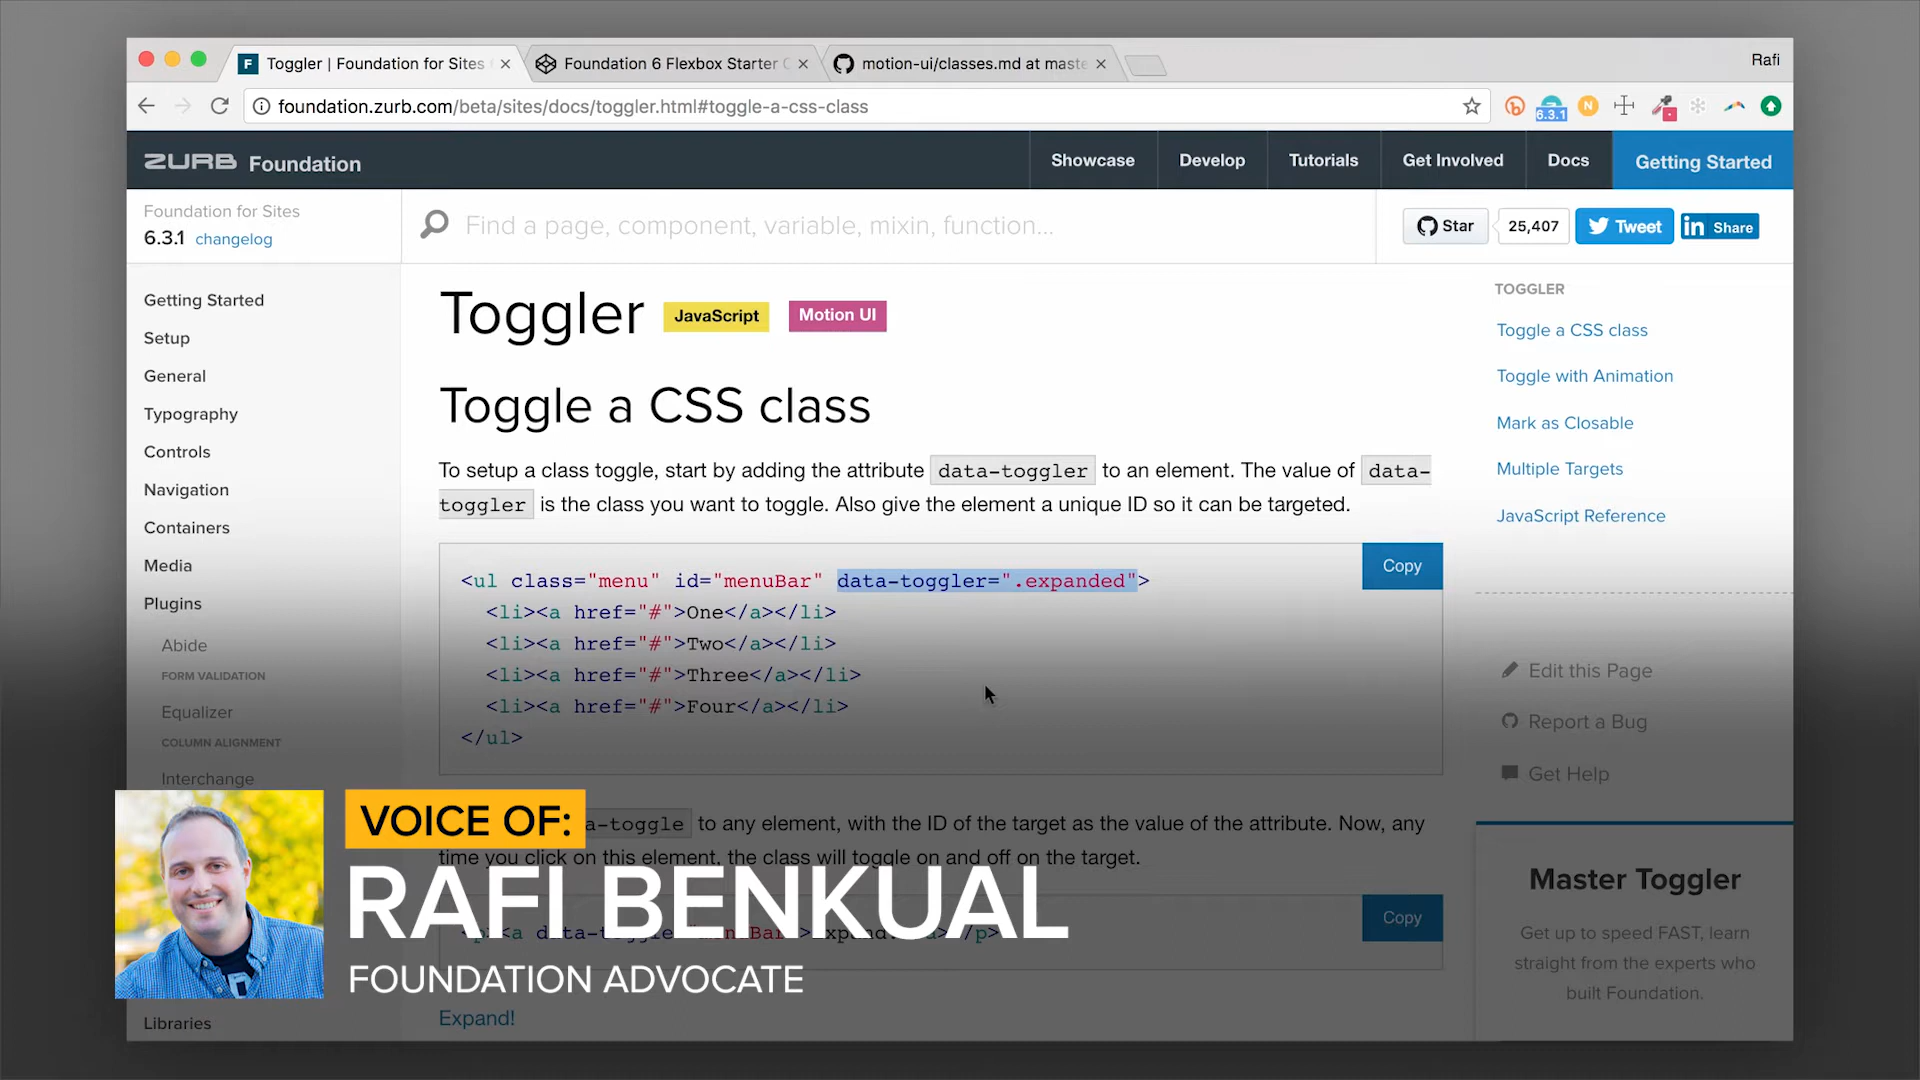 Toggler | Foundation for Sites
Foundation 6 Flexbox Starter
motion-ui/classes.md at maste
Rafi
foundation.zurb.com/beta/sites/docs/toggler.html#toggle-a-css-class
N
6.3.1
ZURB Foundation
Showcase
Develop
Tutorials
Get Involved
Docs
Getting Started
Foundation for Sites
6.3.1 changelog
Find a page, component, variable, mixin, function...
Star
25,407
Tweet
in Share
Getting Started
Setup
General
Typography
Controls
Navigation
Containers
Media
Plugins
Abide
FORM VALIDATION
Equalizer
COLUMN ALIGNMENT
Interchange
Libraries
Toggler JavaScript Motion UI
Toggle a CSS class
To setup a class toggle, start by adding the attribute data-toggler to an element. The value of data-
toggler is the class you want to toggle. Also give the element a unique ID so it can be targeted.
Copy
<ul class="menu" id="menuBar" data-toggler=".expanded">
<li><a href="#">One</a></li>
<li><a href="#">Two</a></li>
<li><a href="#">Three</a></li>
<li><a href="#">Four</a></li>
</ul>
a-toggle to any element, with the ID of the target as the value of the attribute. Now, any
time you click on this element, the class will toggle on and off on the target.
Copy
Expand!
TOGGLER
Toggle a CSS class
Toggle with Animation
Mark as Closable
Multiple Targets
JavaScript Reference
Edit this Page
Report a Bug
Get Help
Master Toggler
Get up to speed FAST, learn
straight from the experts who
built Foundation.
VOICE OF:
RAFI BENKUAL
FOUNDATION ADVOCATE